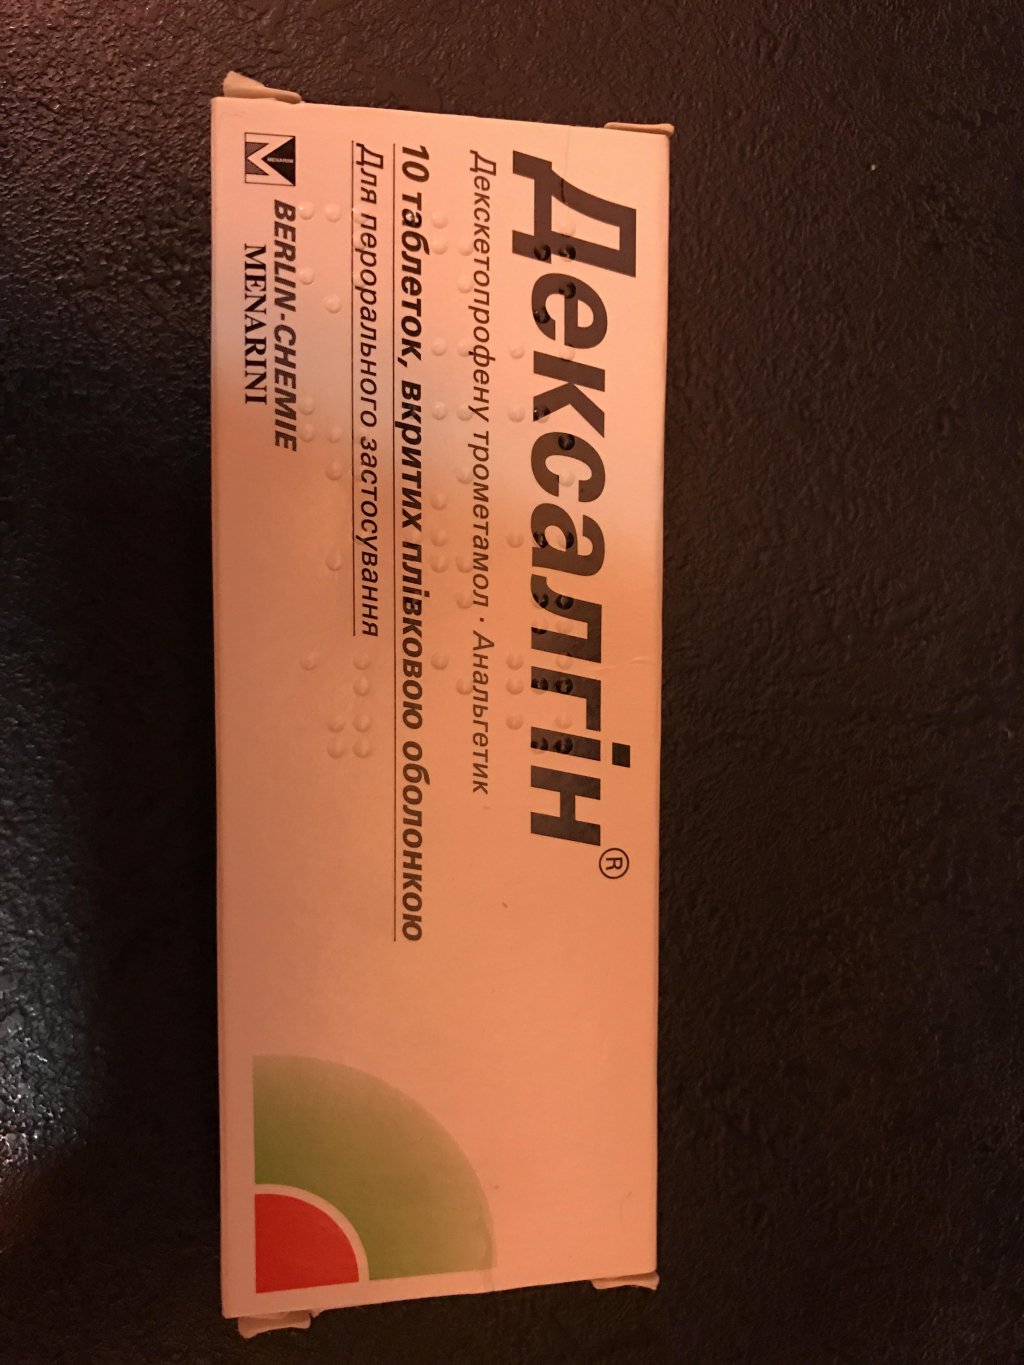 Дексалгін®
Декскетопрофену трометамол · Анальгетик
10 таблеток, вкритих плівковою оболонкою
Для перорального застосування
MENARINI
BERLIN-CHEMIE
MENARINI